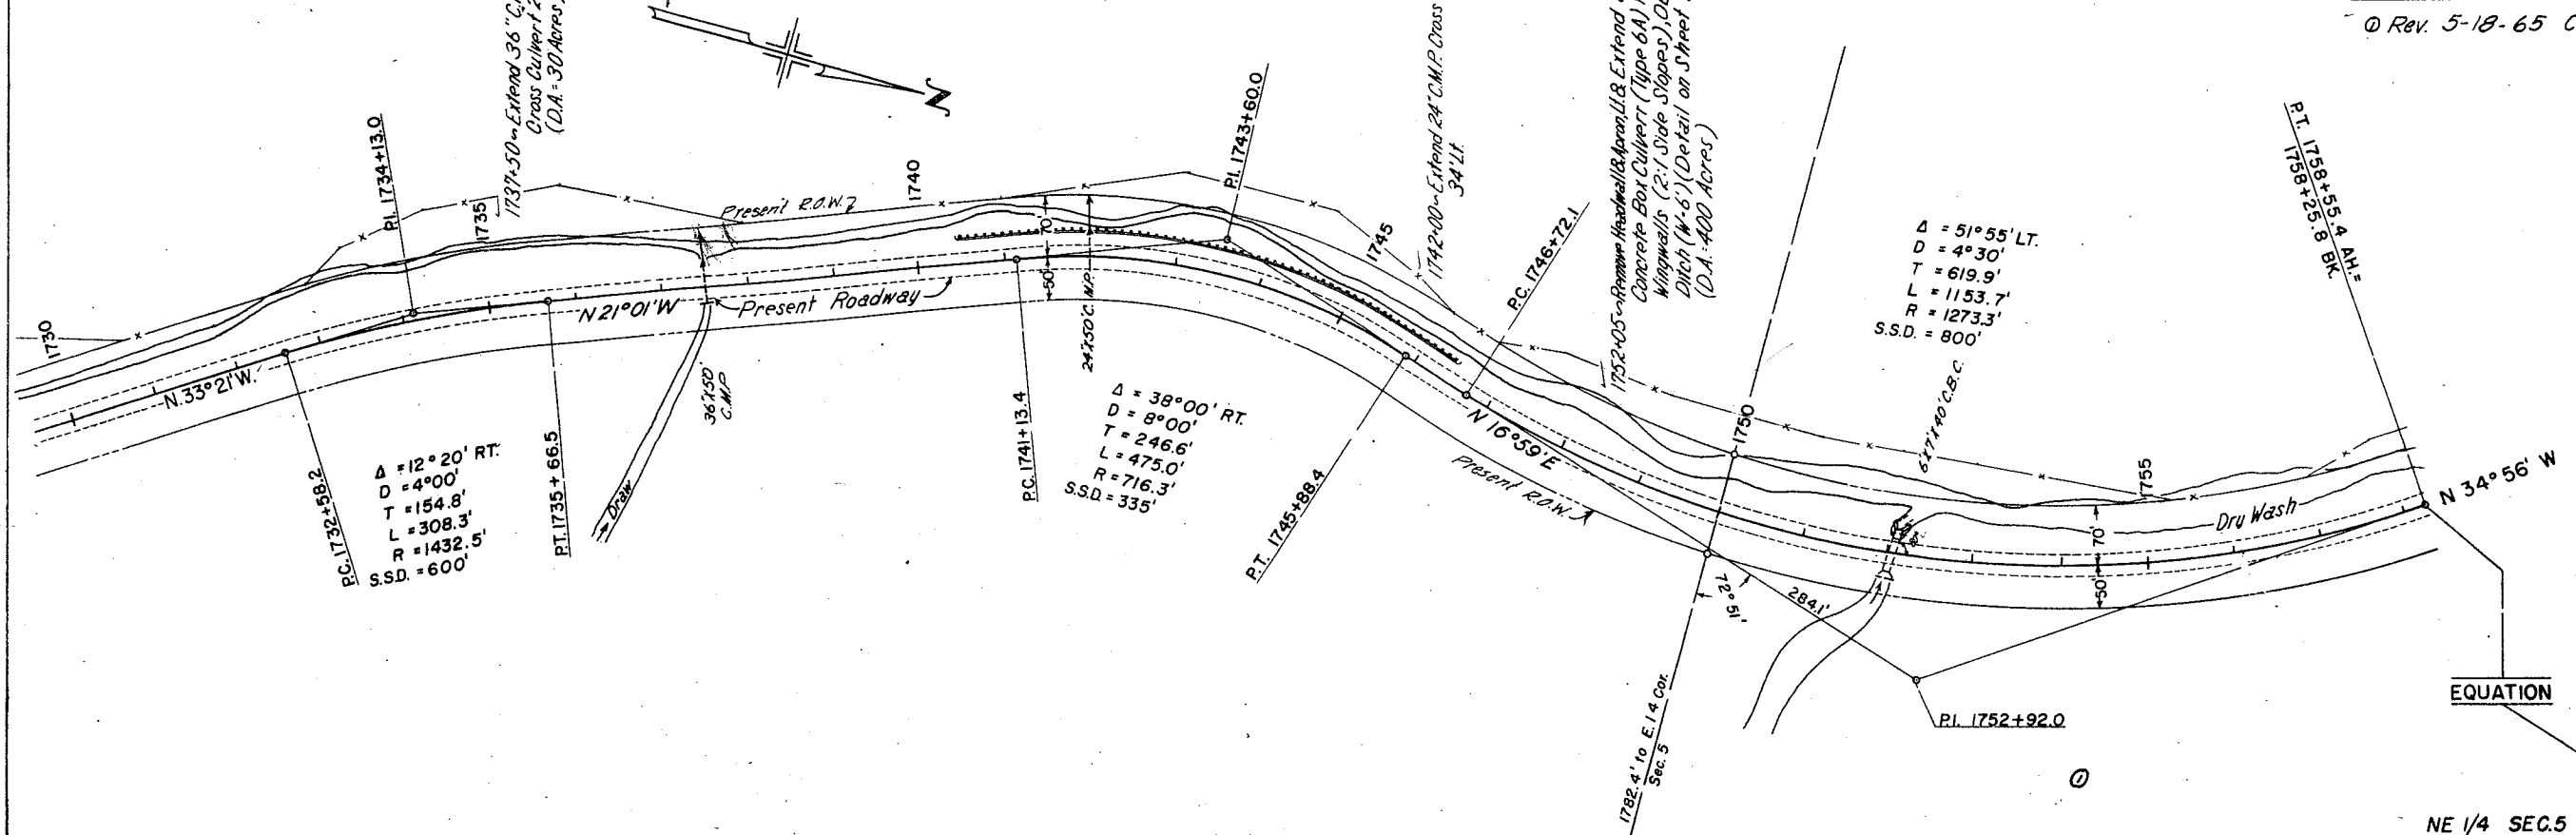 ① Rev. 5-18-65
1737+50~Extend 36"
Cross Culvert
(D.A.=30 Acres)
N
1742+00~Extend 24" C.M.P. Cross
34' Lt.
1752+05~Remove Headwall & Apron, Lt. & Extend
Concrete Box Culvert (Type 6A)
Wingwalls (2:1 Side Slopes),
Ditch (W-6') (Detail on Sheet
(D.A.=400 Acres)
P.I. 1734+13.0
1735
Present R.O.W.
1740
P.I. 1743+60.0
1745
P.C. 1746+72.1
Δ = 51°55' LT.
D = 4°30'
T = 619.9'
L = 1153.7'
R = 1273.3'
S.S.D. = 800'
P.T. 1758+55.4 AH.=
1758+25.8 BK.
1730
N.33°21'W.
N 21°01'W
Present Roadway
70'
50'
24"X50' C.M.P.
36"X50'
C.M.P.
Draw
P.C. 1732+58.2
Δ = 12°20' RT.
D = 4°00'
T = 154.8'
L = 308.3'
R = 1432.5'
S.S.D. = 600'
P.T. 1735+66.5
P.C. 1741+13.4
Δ = 38°00' RT.
D = 8°00'
T = 246.6'
L = 475.0'
R = 716.3'
S.S.D. = 335'
P.T. 1745+88.4
N 16°59'E
Present R.O.W.
1750
6'X7'X40' C.B.C.
1755
Dry Wash
70'
50'
N 34°56' W
72°51'
284.1'
P.I. 1752+92.0
1782.4' to E.1/4 Cor.
Sec. 5
EQUATION
①
NE 1/4 SEC.5